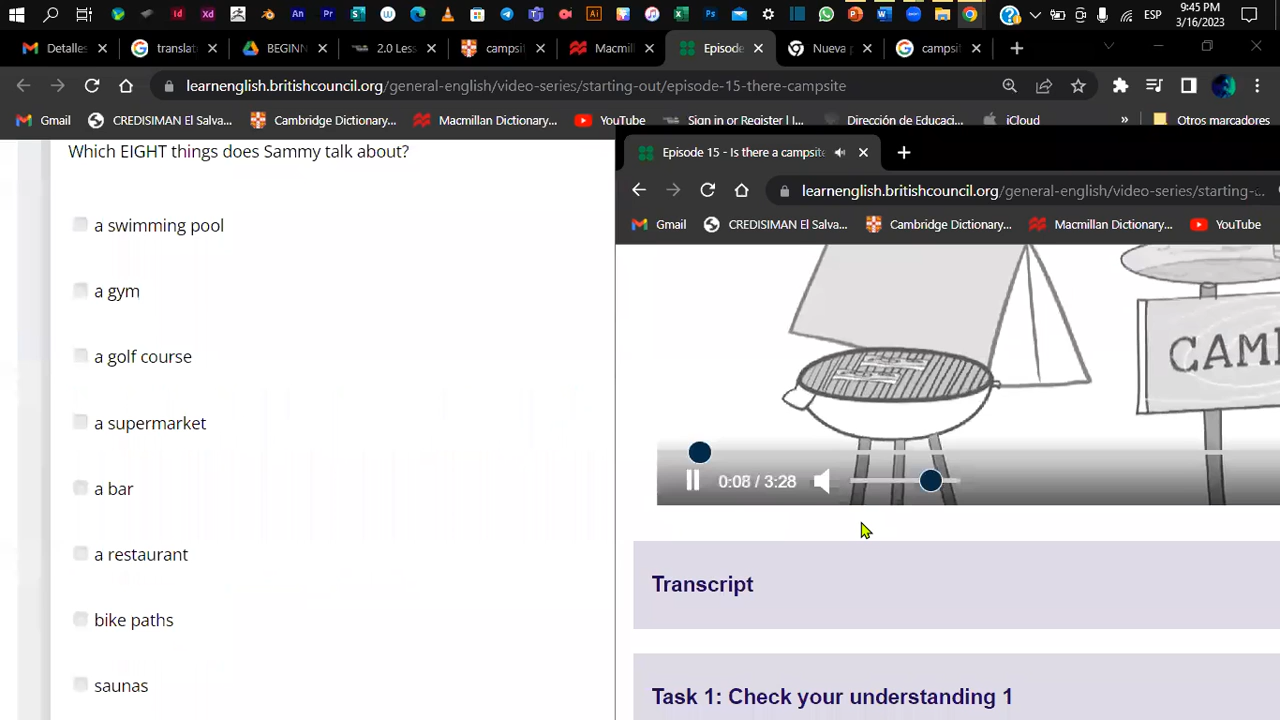 :45 PM
ESP
3/16/2023
Detalles
translat
BEGINN
2.0 Less
campsit
Macmill
Episode
Nueva p
campsit
learnenglish.britishcouncil.org/general-english/video-series/starting-out/episode-15-there-campsite
Gmail
CREDISIMAN El Salva...
Cambridge Dictionary...
Macmillan Dictionary...
YouTube
Sign in or Register | I...
Dirección de Educaci...
iCloud
»
Otros marcadores
Which EIGHT things does Sammy talk about?
a swimming pool
a gym
a golf course
a supermarket
a bar
a restaurant
bike paths
saunas
Episode 15 - Is there a campsite
learnenglish.britishcouncil.org/general-english/video-series/starting-...
Gmail
CREDISIMAN El Salva...
Cambridge Dictionary...
Macmillan Dictionary...
YouTube
CAM
0:08 / 3:28
Transcript
Task 1: Check your understanding 1